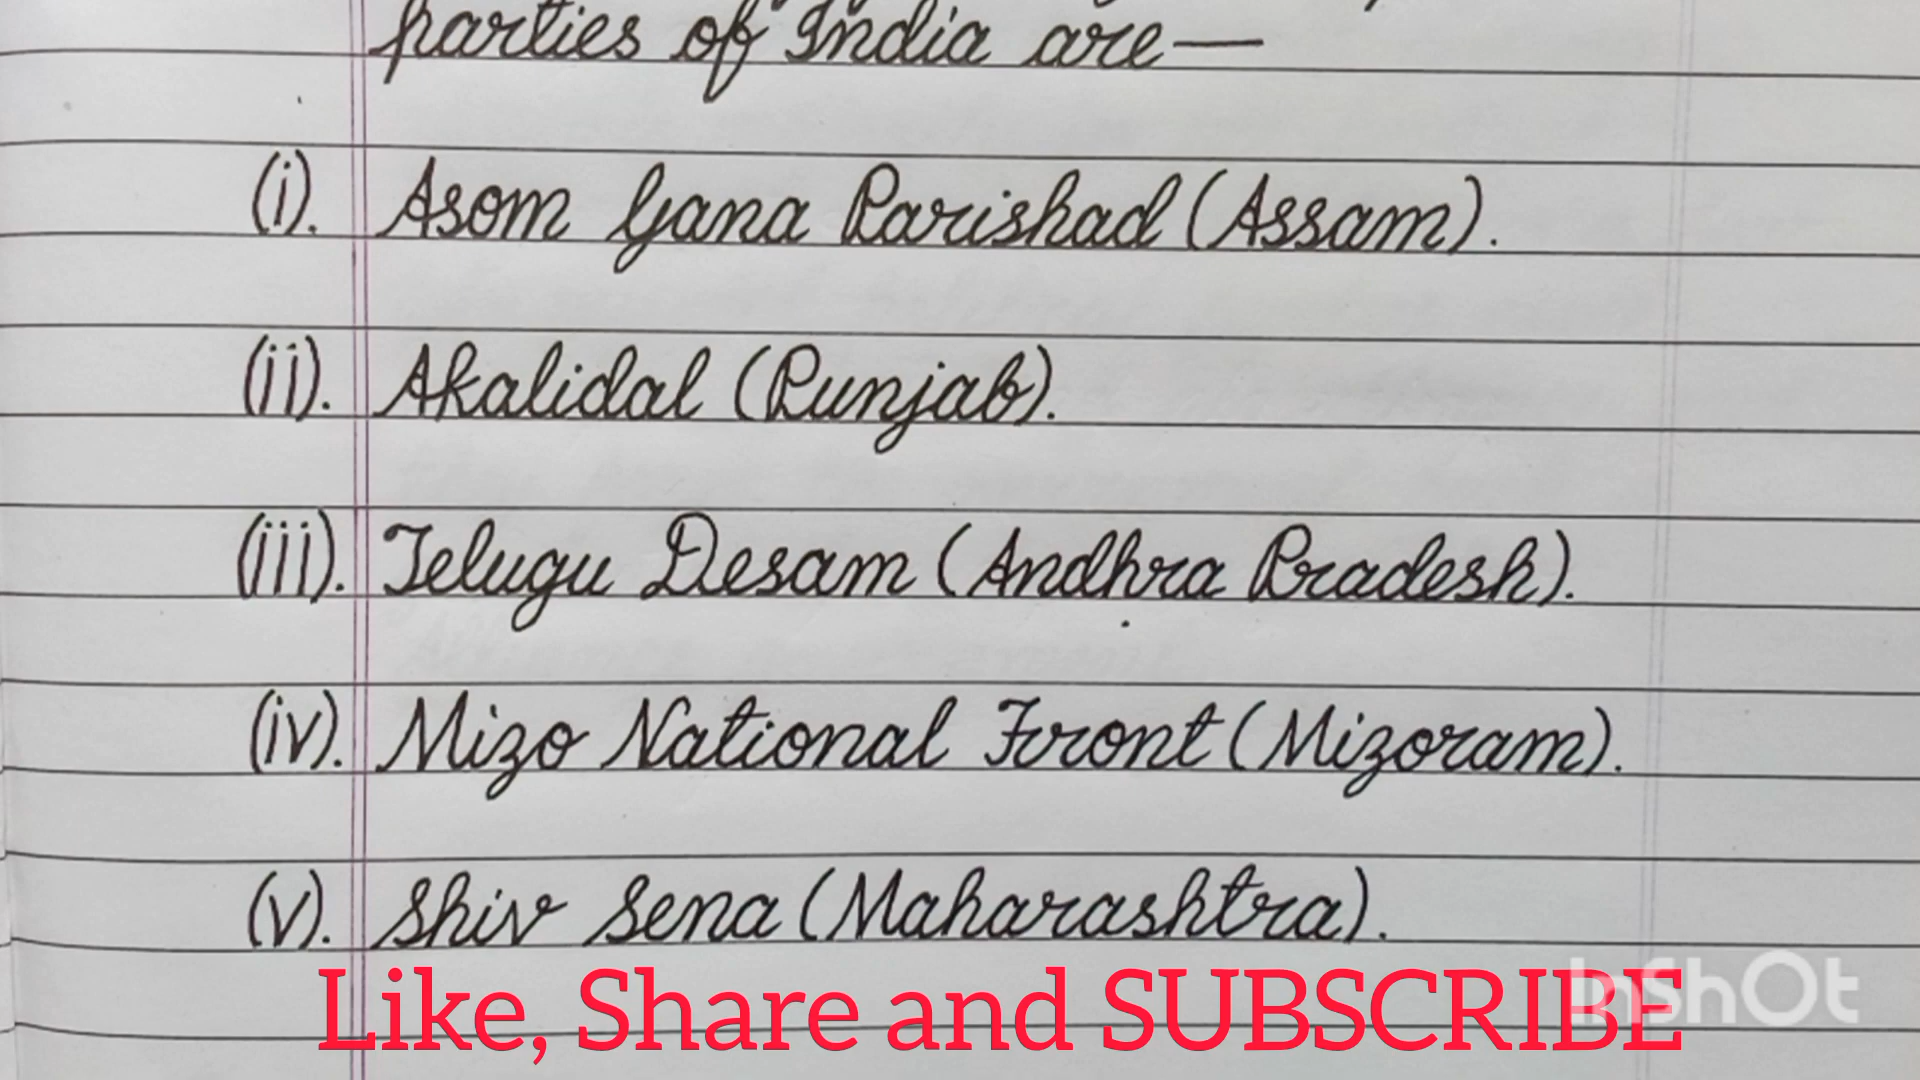 parties of India are—
(i). Asom Gana Parishad (Assam).
(ii). Akalidal (Punjab).
(iii). Telugu Desam (Andhra Pradesh).
(iv). Mizo National Front (Mizoram).
(v). Shiv Sena (Maharashtra).
Like, Share and SUBSCRIBE
InShOt